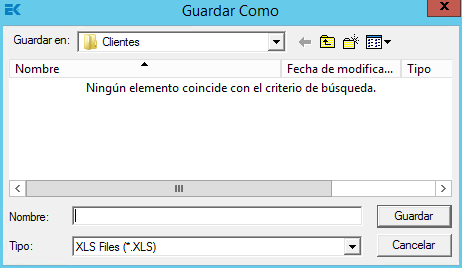 EK Guardar Como x
Guardar en: Clientes
Nombre Fecha de modifica... Tipo
Ningún elemento coincide con el criterio de búsqueda.
Nombre: Guardar
Tipo: XLS Files (*.XLS) Cancelar